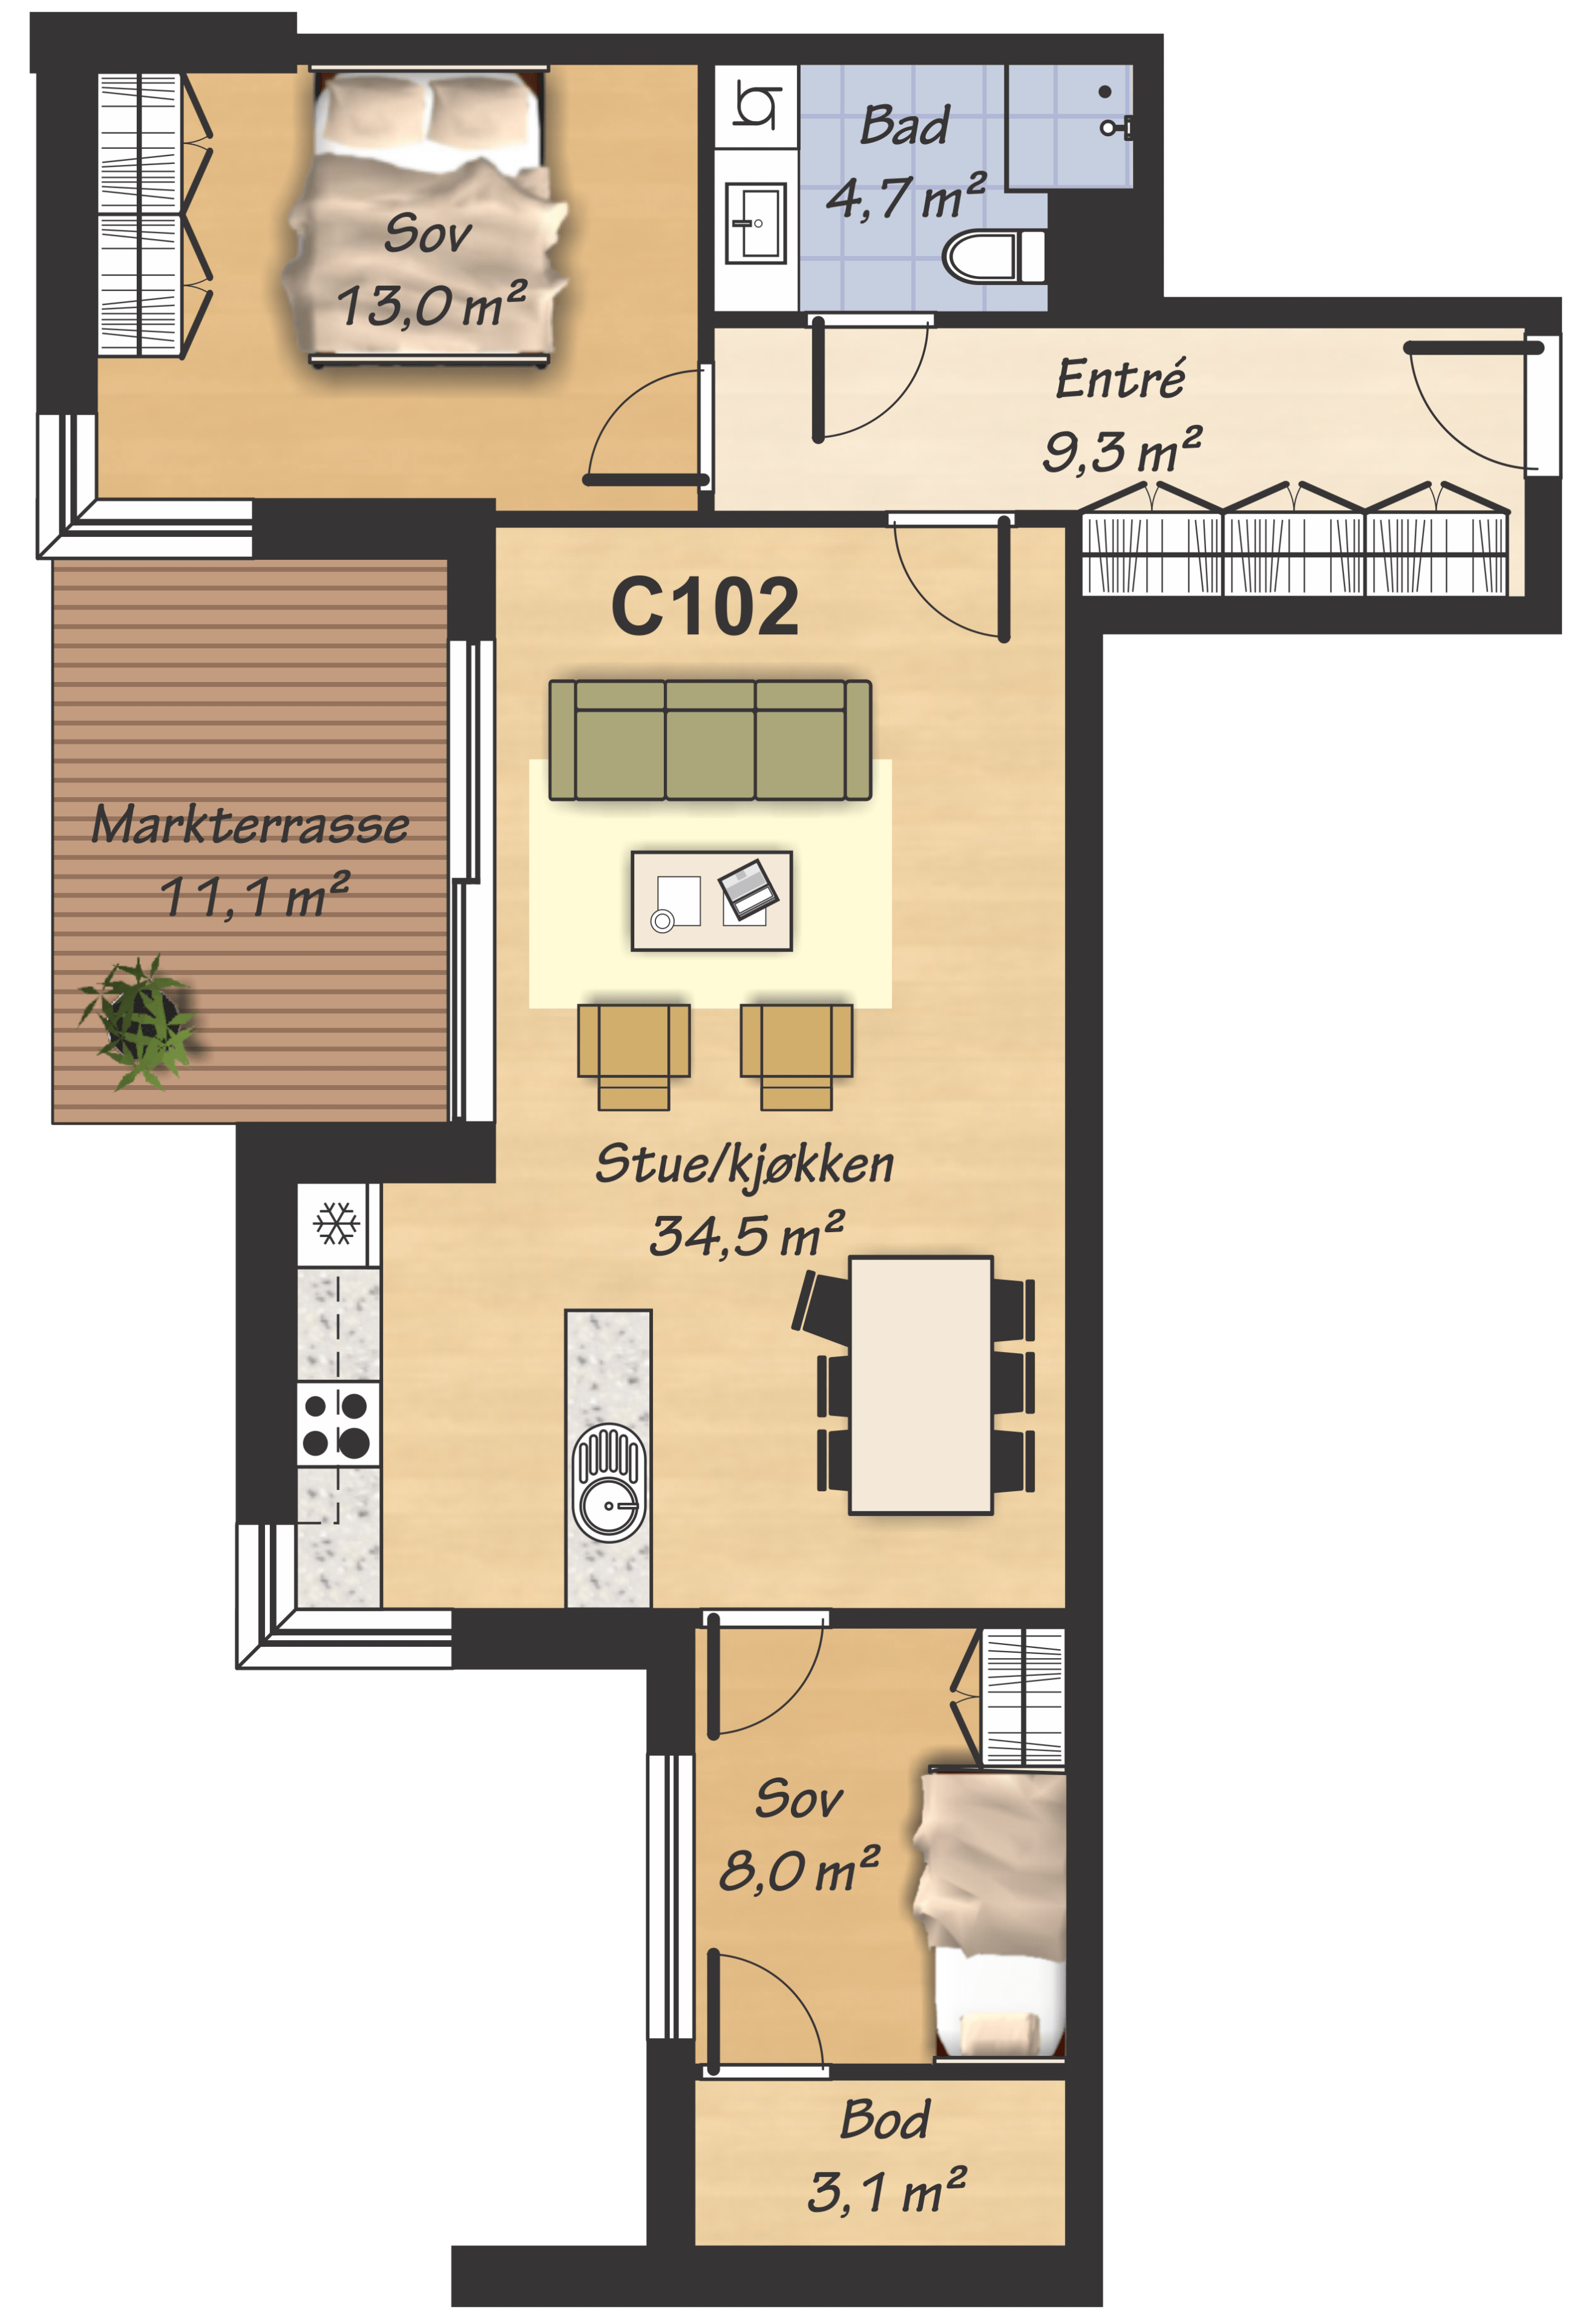 Sov
13,0 m²
Bad
4,7 m²
Entré
9,3 m²
C102
Markterrasse
11,1 m²
Stue/kjøkken
34,5 m²
Sov
8,0 m²
Bod
3,1 m²